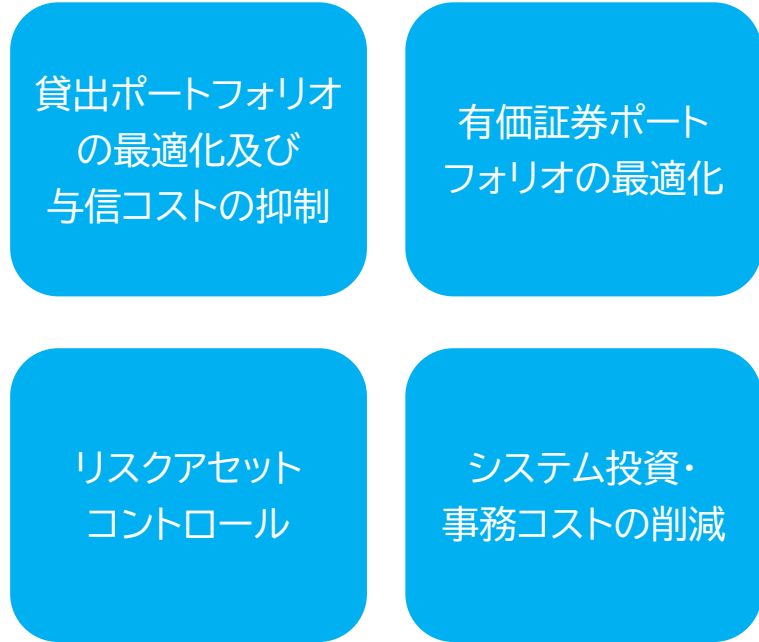 貸出ポートフォリオ
の最適化及び
与信コストの抑制
有価証券ポート
フォリオの最適化
リスクアセット
コントロール
システム投資・
事務コストの削減